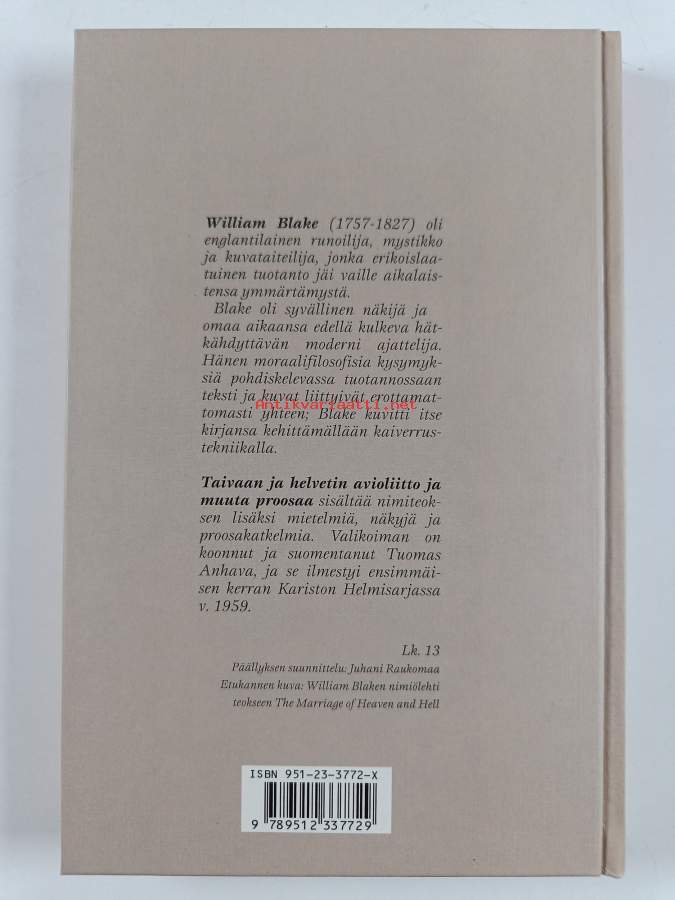 William Blake (1757-1827) oli
englantilainen runoilija, mystikko
ja kuvataiteilija, jonka erikoislaa-
tuinen tuotanto jäi vaille aikalais-
tensa ymmärtämystä.
Blake oli syvällinen näkijä ja
omaa aikaansa edellä kulkeva hät-
kähdyttävän moderni ajattelija.
Hänen moraalifilosofisia kysymyk-
siä pohdiskelevassa tuotannossaan
teksti ja kuvat liittyivät erottamat-
Antikvariaatti.net
tomasti yhteen; Blake kuvitti itse
kirjansa kehittämällään kaiverrus-
tekniikalla.
Taivaan ja helvetin avioliitto ja
muuta proosaa sisältää nimiteok-
sen lisäksi mietelmiä, näkyjä ja
proosakatkelmia. Valikoiman on
koonnut ja suomentanut Tuomas
Anhava, ja se ilmestyi ensimmäi-
sen kerran Kariston Helmisarjassa
v. 1959.
Lk. 13
Päällyksen suunnittelu: Juhani Raukomaa
Etukannen kuva: William Blaken nimiölehti
teokseen The Marriage of Heaven and Hell
ISBN 951-23-3772-X
9 789512 337729